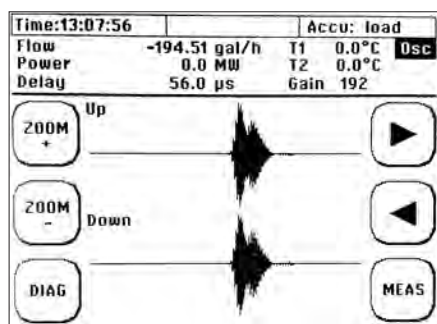 Time:13:07:56 Accu: load
Flow -194.51 gal/h T1 0.0°C Osc
Power 0.0 MW T2 0.0°C
Delay 56.0 µs Gain 192
Up
ZOOM
+
ZOOM
-
Down
DIAG
MEAS